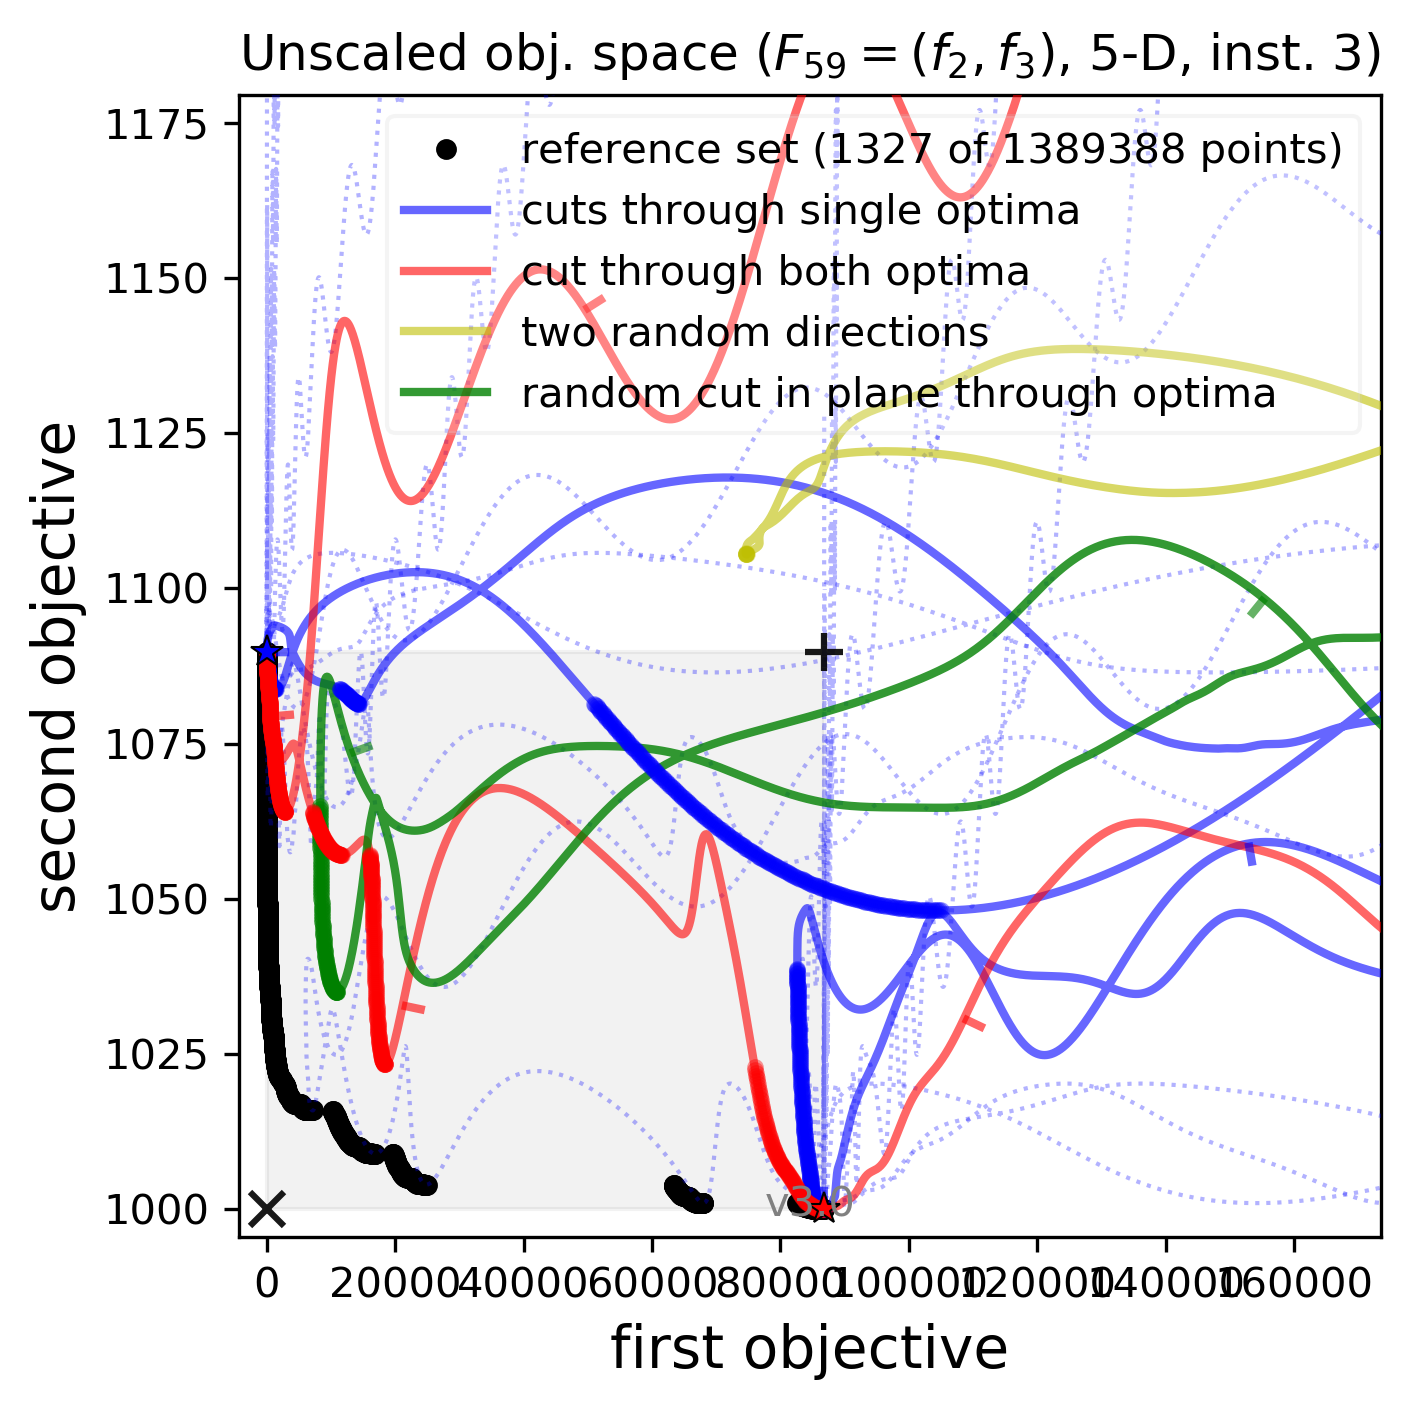 Unscaled obj. space (F59 = (f2, f3), 5-D, inst. 3)
reference set (1327 of 1389388 points)
cuts through single optima
cut through both optima
two random directions
random cut in plane through optima
second objective
1175
1150
1125
1100
1075
1050
1025
1000
v3.0
0 20000 40000 60000 80000 100000 120000 140000 160000
first objective